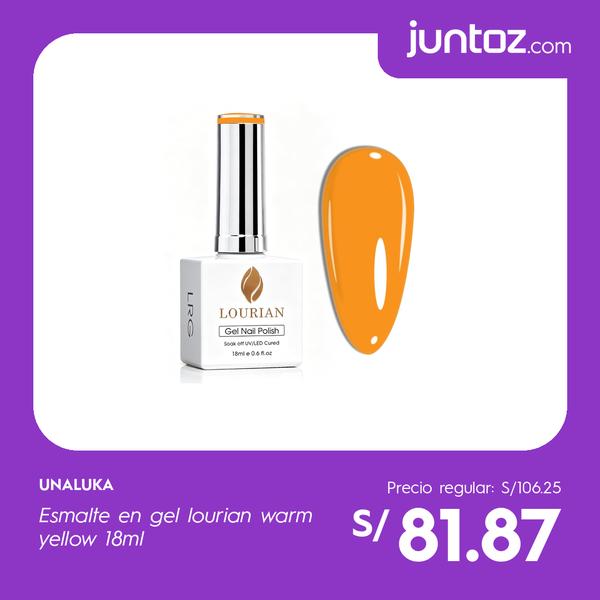 juntoz.com
LRG
LOURIAN
Gel Nail Polish
Soak off UV/LED Cured
18ml e 0.6 fl.oz
UNALUKA
Esmalte en gel lourian warm
yellow 18ml
Precio regular: S/106.25
S/81.87